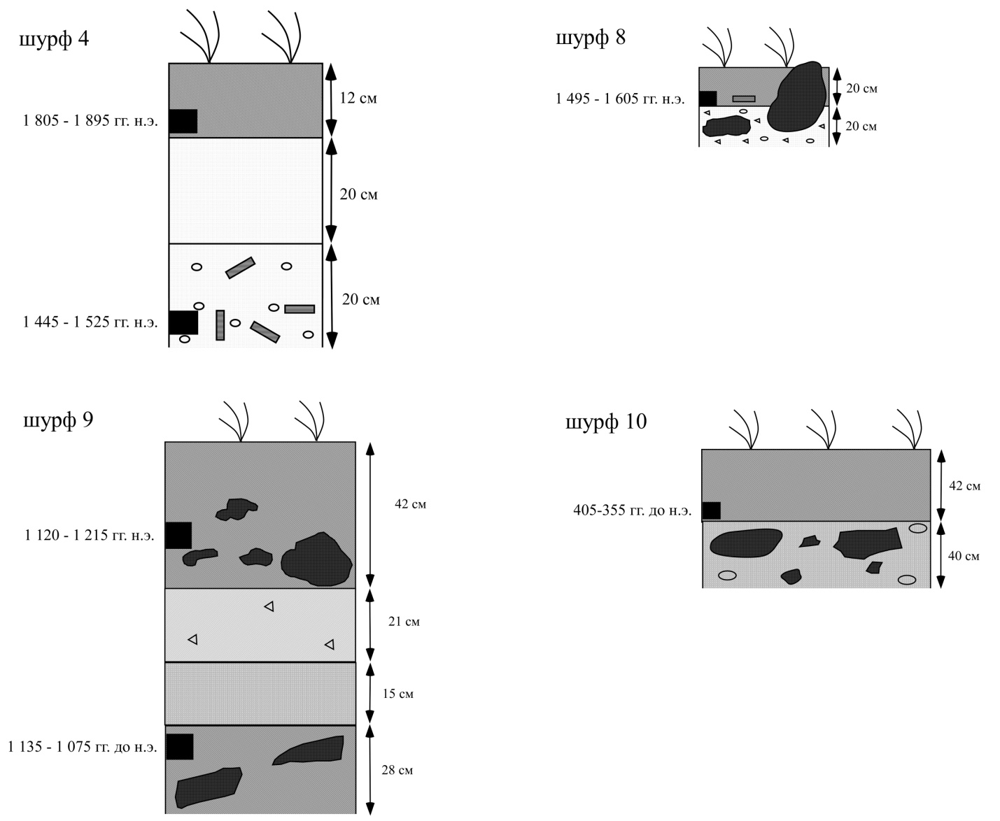 шурф 4
12 см
1 805 - 1 895 гг. н.э.
20 см
20 см
1 445 - 1 525 гг. н.э.
шурф 8
20 см
1 495 - 1 605 гг. н.э.
20 см
шурф 9
42 см
1 120 - 1 215 гг. н.э.
21 см
15 см
1 135 - 1 075 гг. до н.э.
28 см
шурф 10
42 см
405-355 гг. до н.э.
40 см